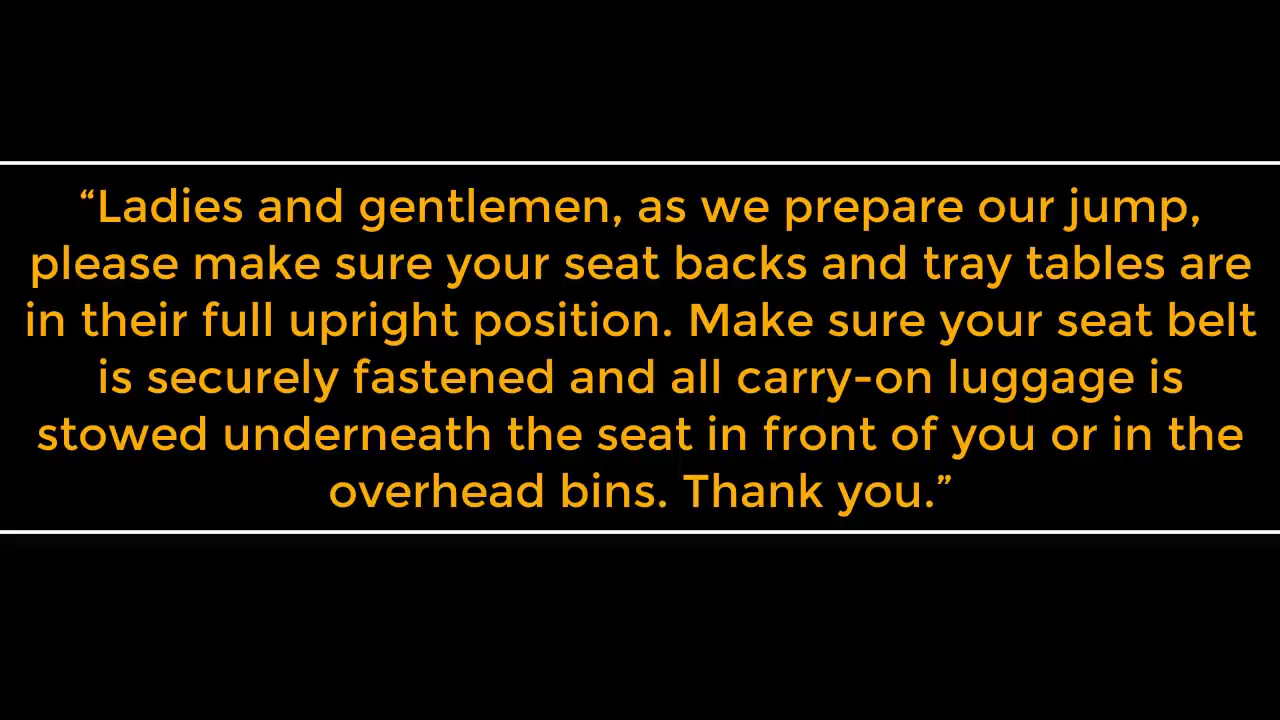 “Ladies and gentlemen, as we prepare our jump,
please make sure your seat backs and tray tables are
in their full upright position. Make sure your seat belt
is securely fastened and all carry-on luggage is
stowed underneath the seat in front of you or in the
overhead bins. Thank you.”